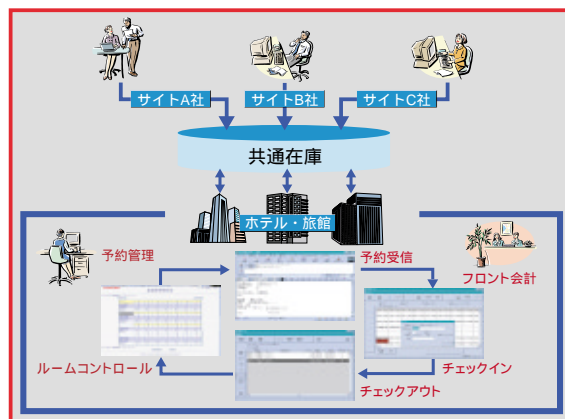 サイトA社
サイトB社
サイトC社
共通在庫
ホテル・旅館
予約管理
予約受信
フロント会計
ルームコントロール
チェックイン
チェックアウト